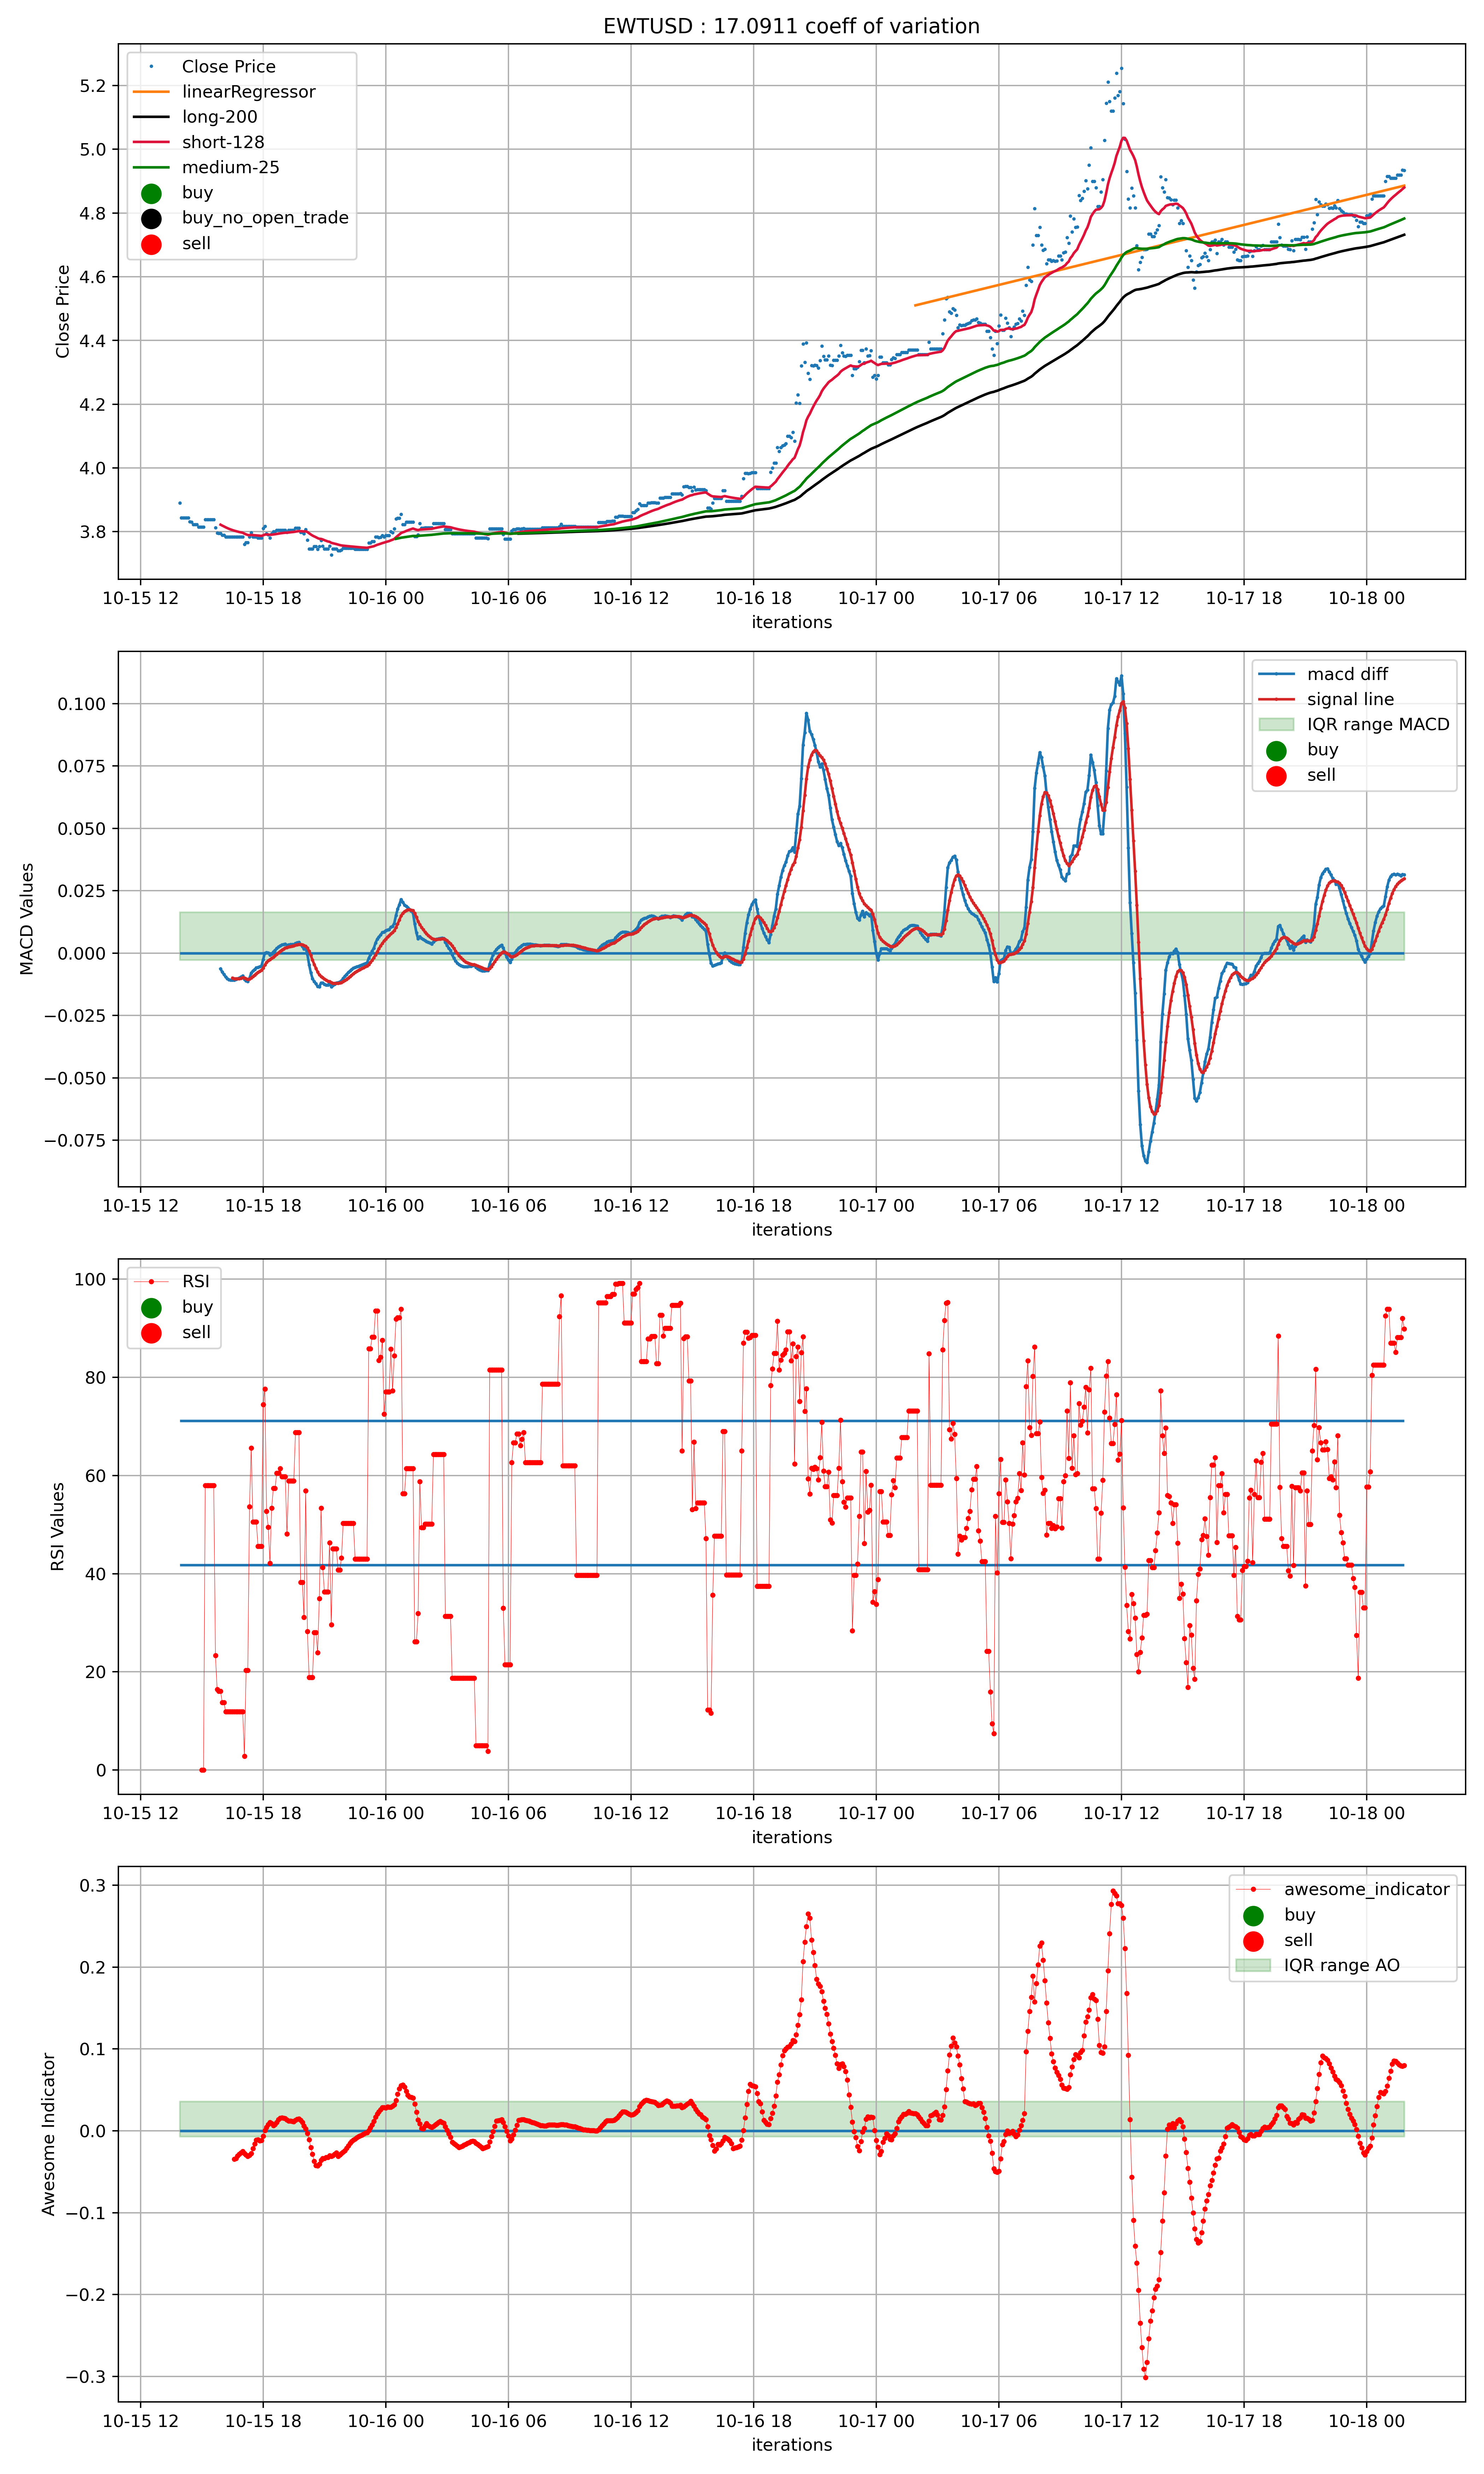 EWTUSD : 17.0911 coeff of variation
Close Price
linearRegressor
long-200
short-128
medium-25
buy
buy_no_open_trade
sell
Close Price
5.2
5.0
4.8
4.6
4.4
4.2
4.0
3.8
10-15 12
10-15 18
10-16 00
10-16 06
10-16 12
10-16 18
10-17 00
10-17 06
10-17 12
10-17 18
10-18 00
iterations
macd diff
signal line
IQR range MACD
buy
sell
MACD Values
0.100
0.075
0.050
0.025
0.000
−0.025
−0.050
−0.075
10-15 12
10-15 18
10-16 00
10-16 06
10-16 12
10-16 18
10-17 00
10-17 06
10-17 12
10-17 18
10-18 00
iterations
RSI
buy
sell
RSI Values
100
80
60
40
20
0
10-15 12
10-15 18
10-16 00
10-16 06
10-16 12
10-16 18
10-17 00
10-17 06
10-17 12
10-17 18
10-18 00
iterations
awesome_indicator
buy
sell
IQR range AO
Awesome Indicator
0.3
0.2
0.1
0.0
−0.1
−0.2
−0.3
10-15 12
10-15 18
10-16 00
10-16 06
10-16 12
10-16 18
10-17 00
10-17 06
10-17 12
10-17 18
10-18 00
iterations